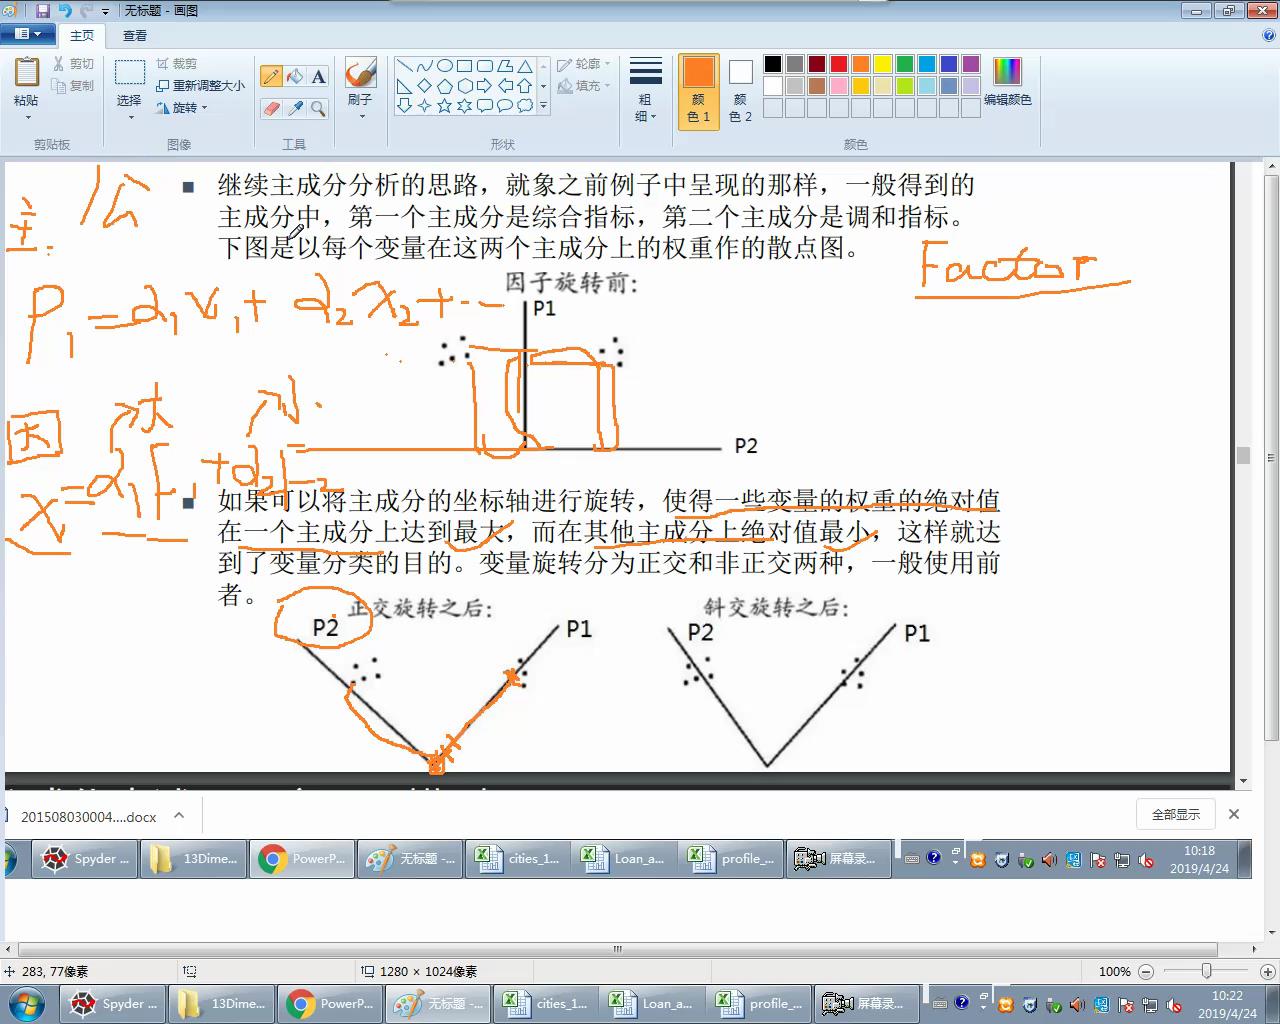 无标题 - 画图
主页
查看
粘贴
剪切
复制
选择
裁剪
重新调整大小
旋转
刷子
轮廓
填充
粗
细
颜
色 1
颜
色 2
编辑颜色
剪贴板
图像
工具
形状
颜色
■ 继续主成分分析的思路，就象之前例子中呈现的那样，一般得到的
主成分中，第一个主成分是综合指标，第二个主成分是调和指标。
下图是以每个变量在这两个主成分上的权重作的散点图。
主:
公
Factor
因子旋转前:
P1
P2
因
■ 如果可以将主成分的坐标轴进行旋转，使得一些变量的权重的绝对值
在一个主成分上达到最大，而在其他主成分上绝对值最小，这样就达
到了变量分类的目的。变量旋转分为正交和非正交两种，一般使用前
者。
正交旋转之后:
P2
P1
斜交旋转之后:
P2
P1
201508030004....docx
全部显示
Spyder ...
13Dime...
PowerP...
无标题 -...
cities_1...
Loan_a...
profile_...
屏幕录...
10:18
2019/4/24
283, 77像素
1280 × 1024像素
100%
Spyder ...
13Dime...
PowerP...
无标题 -...
cities_1...
Loan_a...
profile_...
屏幕录...
10:22
2019/4/24